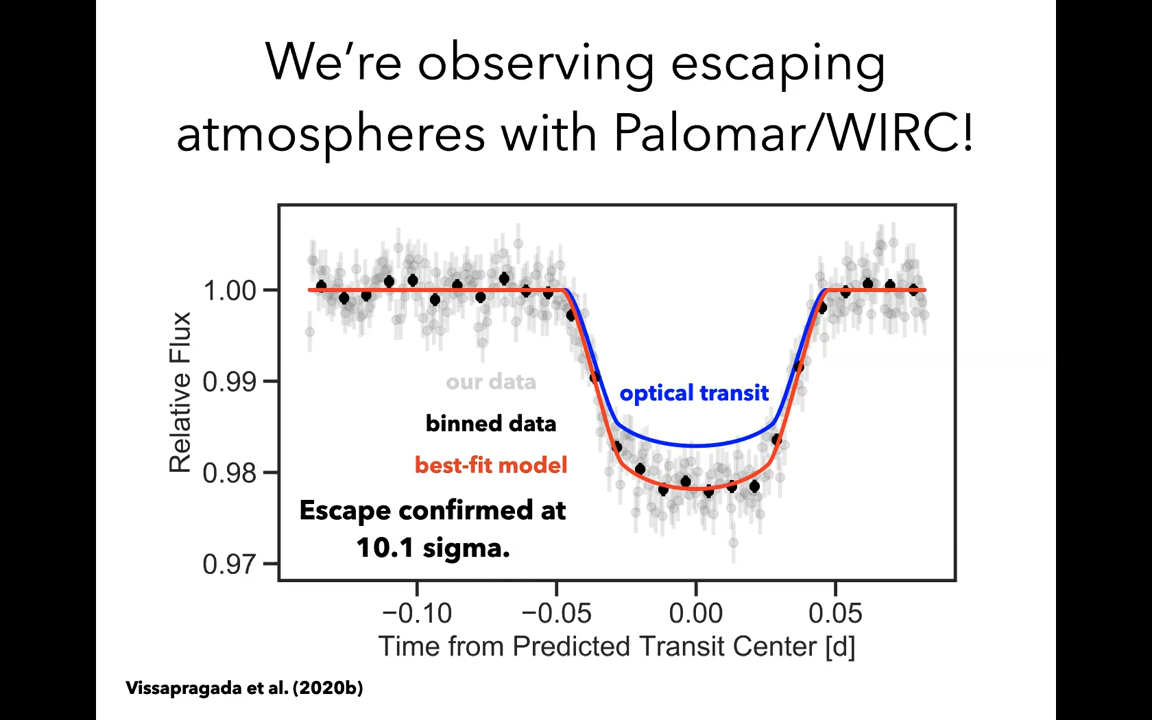 We're observing escaping
atmospheres with Palomar/WIRC!
1.00
0.99
0.98
0.97
Relative Flux
our data
binned data
best-fit model
Escape confirmed at
10.1 sigma.
optical transit
−0.10
−0.05
0.00
0.05
Time from Predicted Transit Center [d]
Vissapragada et al. (2020b)